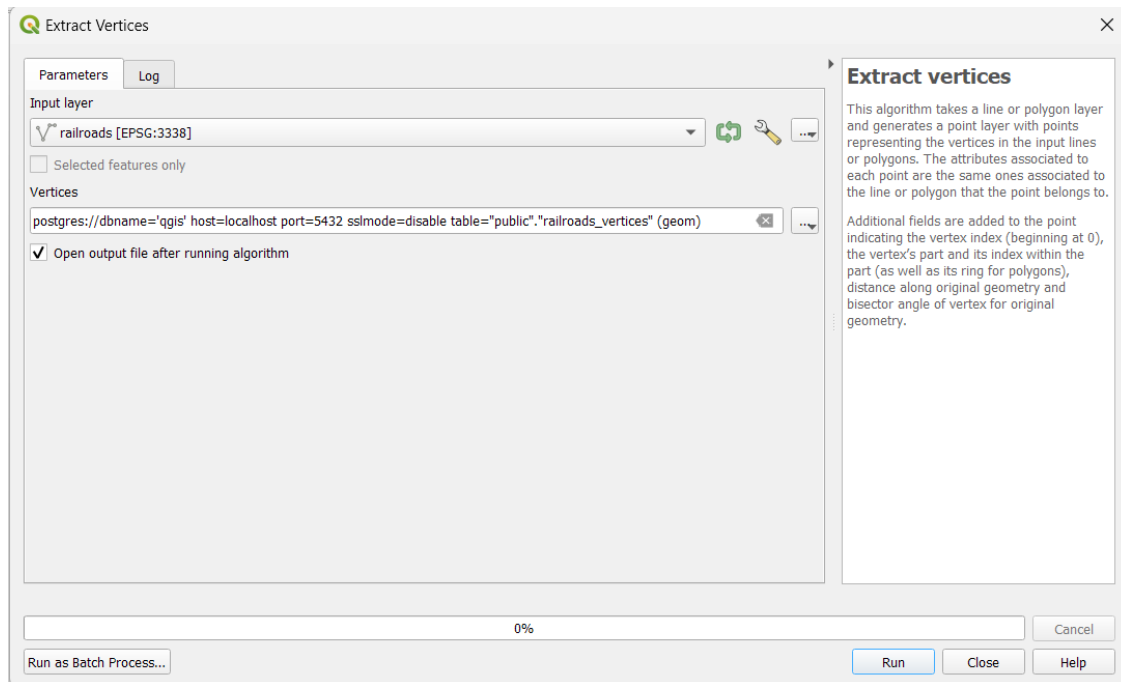 Extract Vertices
Parameters
Log
Input layer
railroads [EPSG:3338]
Selected features only
Vertices
postgres://dbname='qgis' host=localhost port=5432 sslmode=disable table="public"."railroads_vertices" (geom)
Open output file after running algorithm
Extract vertices
This algorithm takes a line or polygon layer
and generates a point layer with points
representing the vertices in the input lines
or polygons. The attributes associated to
each point are the same ones associated to
the line or polygon that the point belongs to.
Additional fields are added to the point
indicating the vertex index (beginning at 0),
the vertex's part and its index within the
part (as well as its ring for polygons),
distance along original geometry and
bisector angle of vertex for original
geometry.
0%
Cancel
Run as Batch Process...
Run
Close
Help